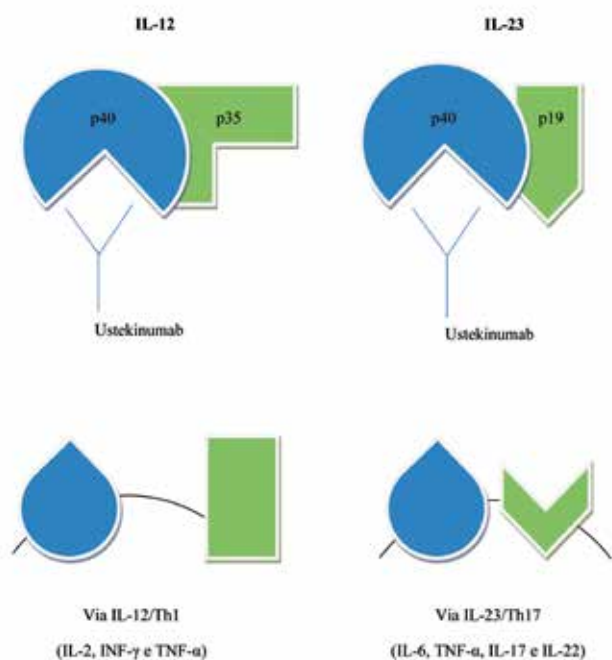 IL-12
IL-23
p40
p35
p40
p19
Ustekinumab
Ustekinumab
Via IL-12/Th1
(IL-2, INF-γ e TNF-α)
Via IL-23/Th17
(IL-6, TNF-α, IL-17 e IL-22)